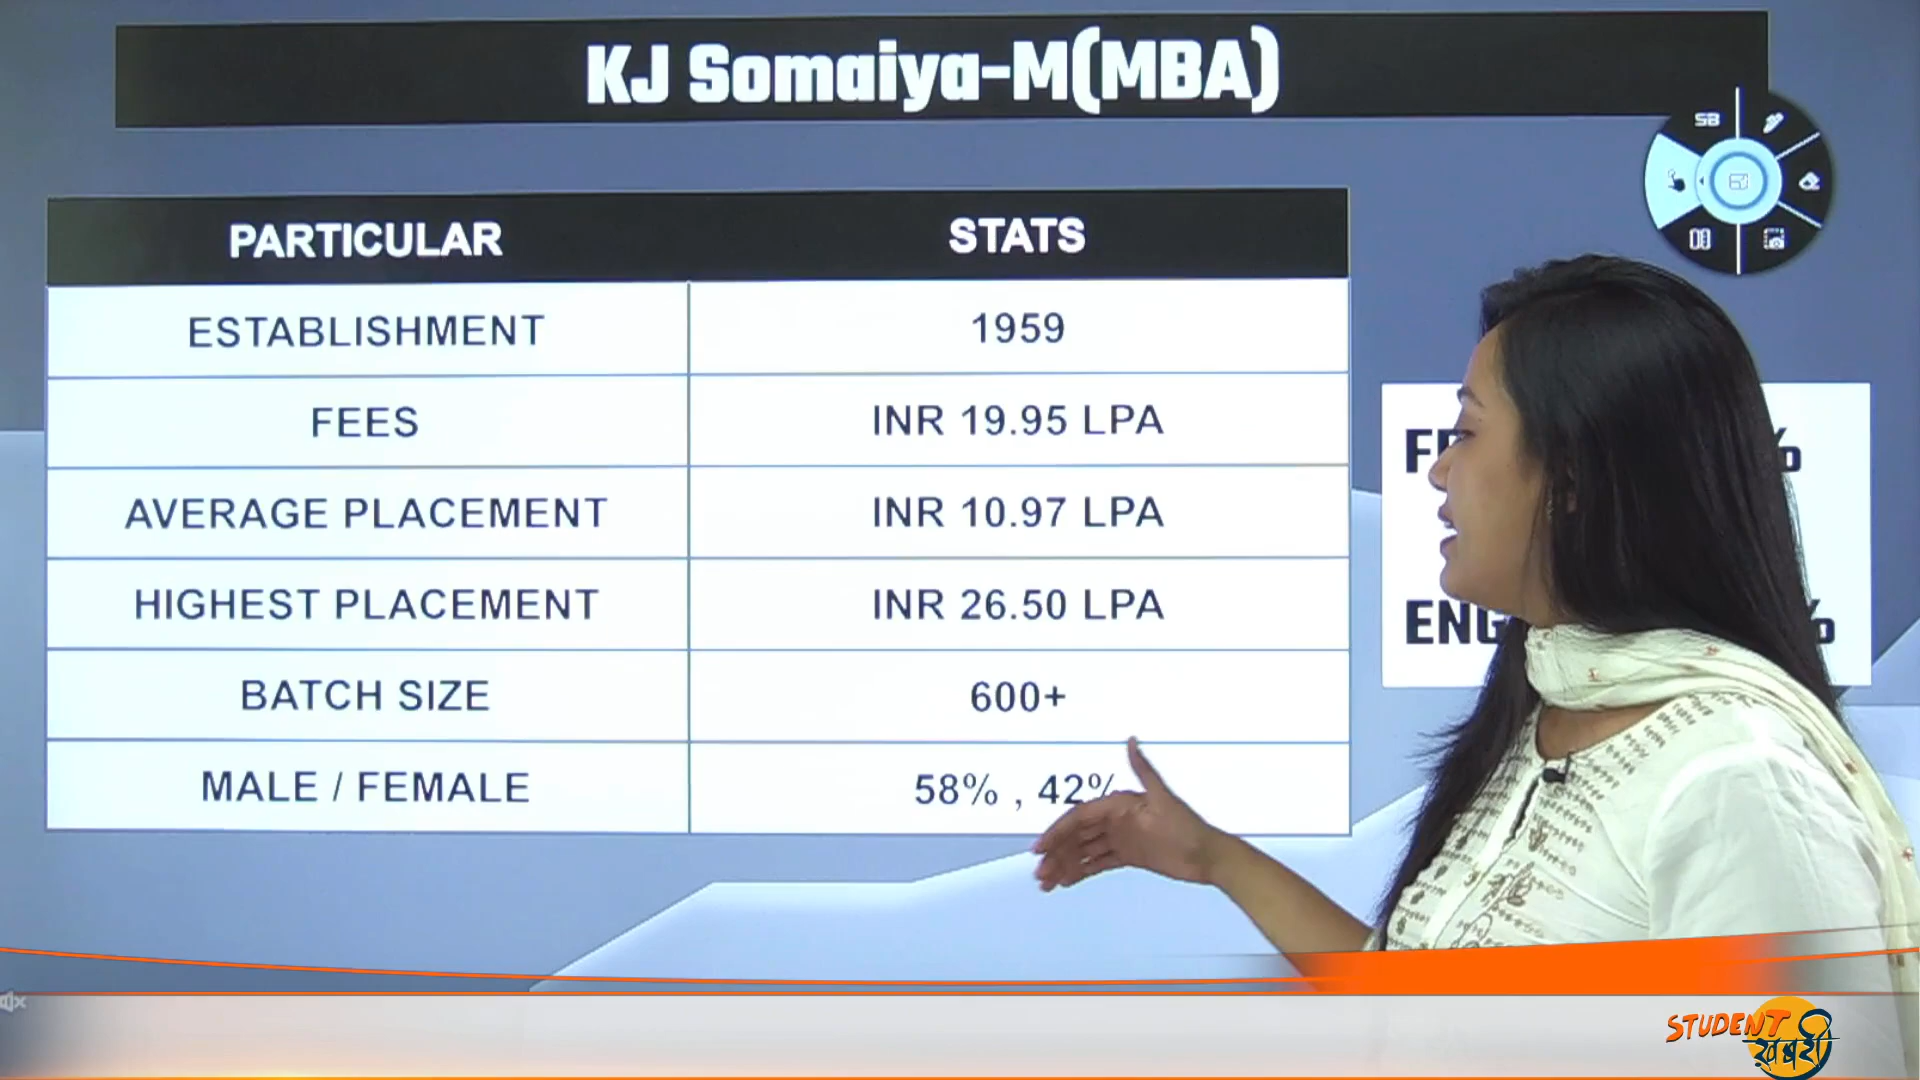 KJ Somaiya-M(MBA)
SB
PARTICULAR STATS
ESTABLISHMENT 1959
FEES INR 19.95 LPA
AVERAGE PLACEMENT INR 10.97 LPA
HIGHEST PLACEMENT INR 26.50 LPA
BATCH SIZE 600+
MALE / FEMALE 58% , 42%
STUDENT
ख़बरी